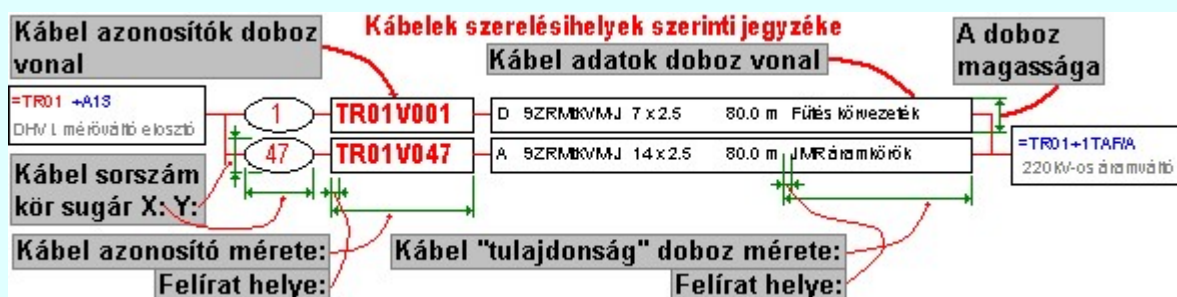 Kábel azonosítók doboz
vonal
Kábelek szerelésihelyek szerinti jegyzéke
Kábel adatok doboz vonal
A doboz
magassága
=TR01 +A13
DHV I. mérőváltó elosztó
1 TR01V001 D 9ZRMtKVM-J 7 x 2.5 80.0 m Fűtés körvezeték
47 TR01V047 A 9ZRMtKVM-J 14 x 2.5 80.0 m JMR áramkörök
=TR01+1TAF/A
220kV-os áramváltó
Kábel sorszám
kör sugár X: Y:
Kábel azonosító mérete:
Felírat helye:
Kábel "tulajdonság" doboz mérete:
Felírat helye: